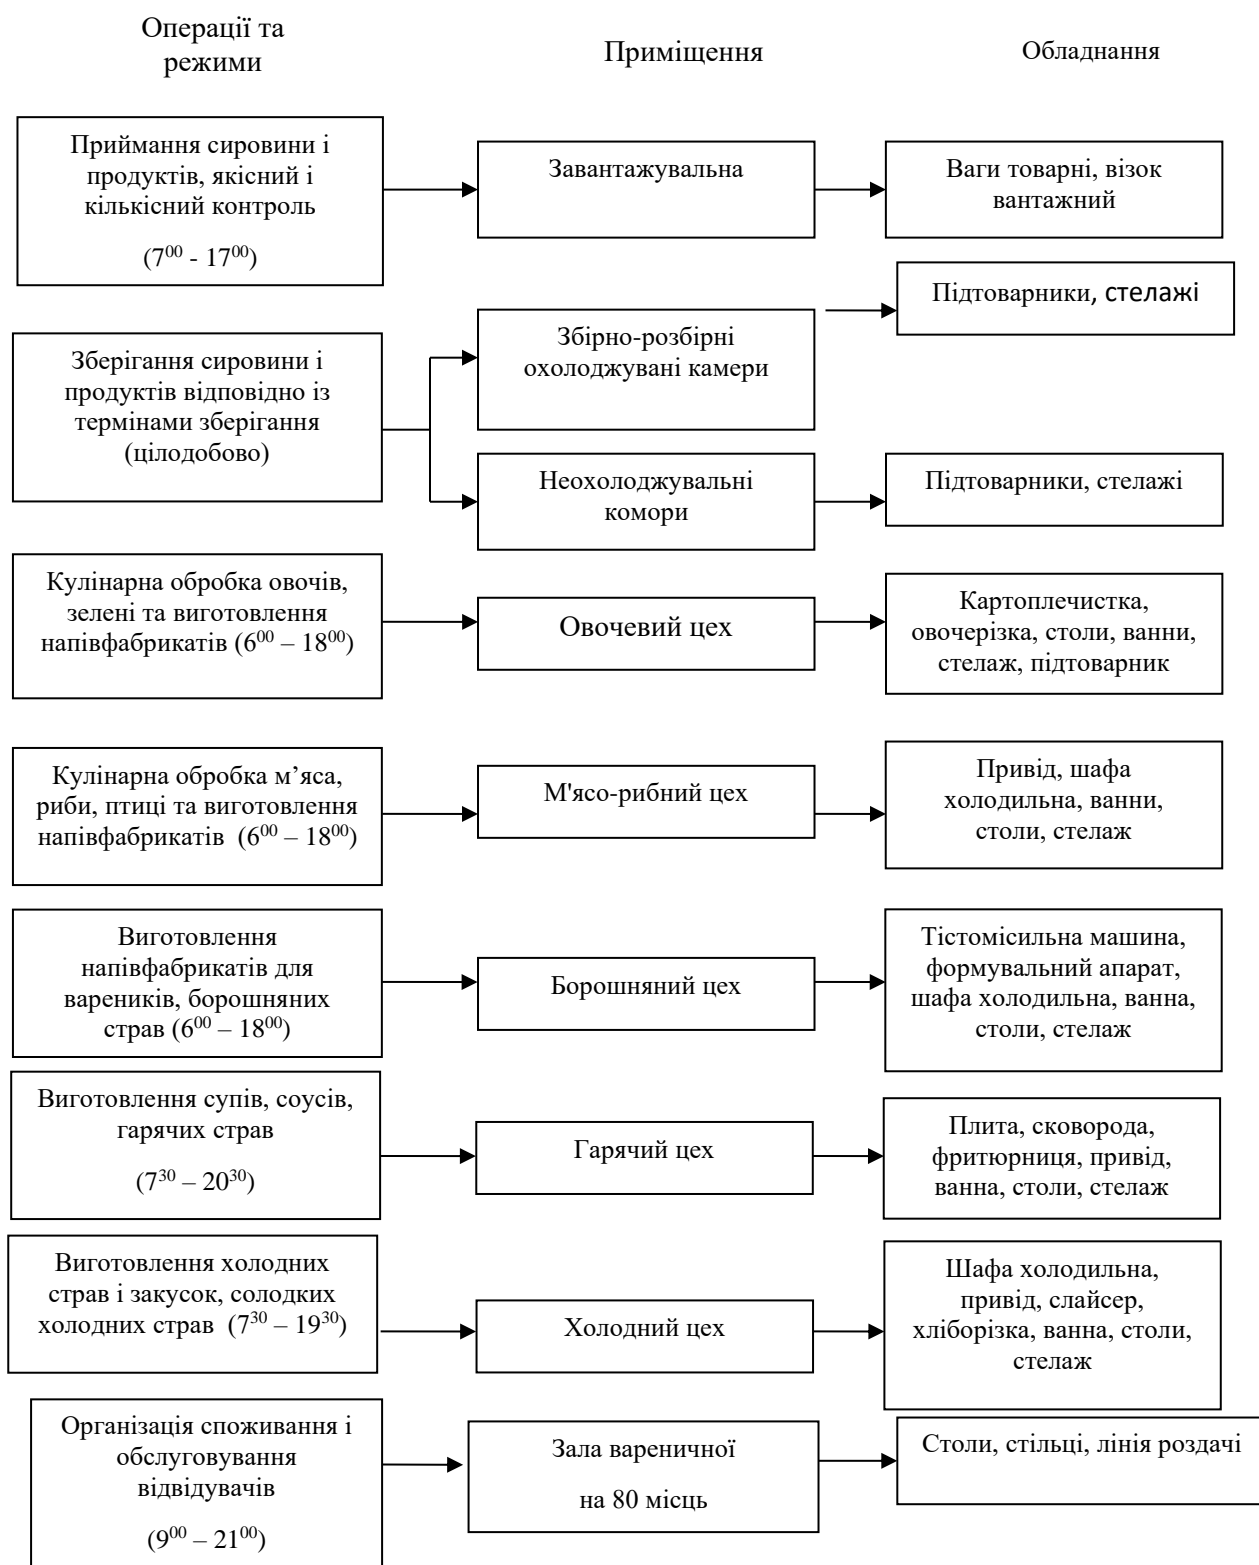 Операції та
режими
Приміщення
Обладнання
Приймання сировини і
продуктів, якісний і
кількісний контроль
(7⁰⁰ - 17⁰⁰)
Завантажувальна
Ваги товарні, візок
вантажний
Зберігання сировини і
продуктів відповідно із
термінами зберігання
(цілодобово)
Збірно-розбірні
охолоджувані камери
Підтоварники, стелажі
Неохолоджувальні
комори
Підтоварники, стелажі
Кулінарна обробка овочів,
зелені та виготовлення
напівфабрикатів (6⁰⁰ – 18⁰⁰)
Овочевий цех
Картоплечистка,
овочерізка, столи, ванни,
стелаж, підтоварник
Кулінарна обробка м’яса,
риби, птиці та виготовлення
напівфабрикатів (6⁰⁰ – 18⁰⁰)
М'ясо-рибний цех
Привід, шафа
холодильна, ванни,
столи, стелаж
Виготовлення
напівфабрикатів для
вареників, борошняних
страв (6⁰⁰ – 18⁰⁰)
Борошняний цех
Тістомісильна машина,
формувальний апарат,
шафа холодильна, ванна,
столи, стелаж
Виготовлення супів, соусів,
гарячих страв
(7³⁰ – 20³⁰)
Гарячий цех
Плита, сковорода,
фритюрниця, привід,
ванна, столи, стелаж
Виготовлення холодних
страв і закусок, солодких
холодних страв (7³⁰ – 19³⁰)
Холодний цех
Шафа холодильна,
привід, слайсер,
хліборізка, ванна, столи,
стелаж
Організація споживання і
обслуговування
відвідувачів
(9⁰⁰ – 21⁰⁰)
Зала вареничної
на 80 місць
Столи, стільці, лінія роздачі